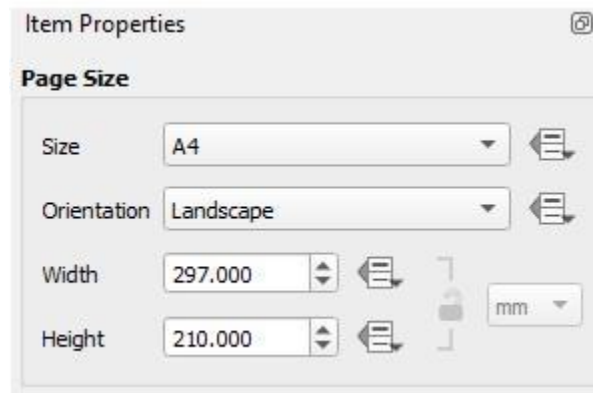 Item Properties
Page Size
Size A4
Orientation Landscape
Width 297.000
mm
Height 210.000